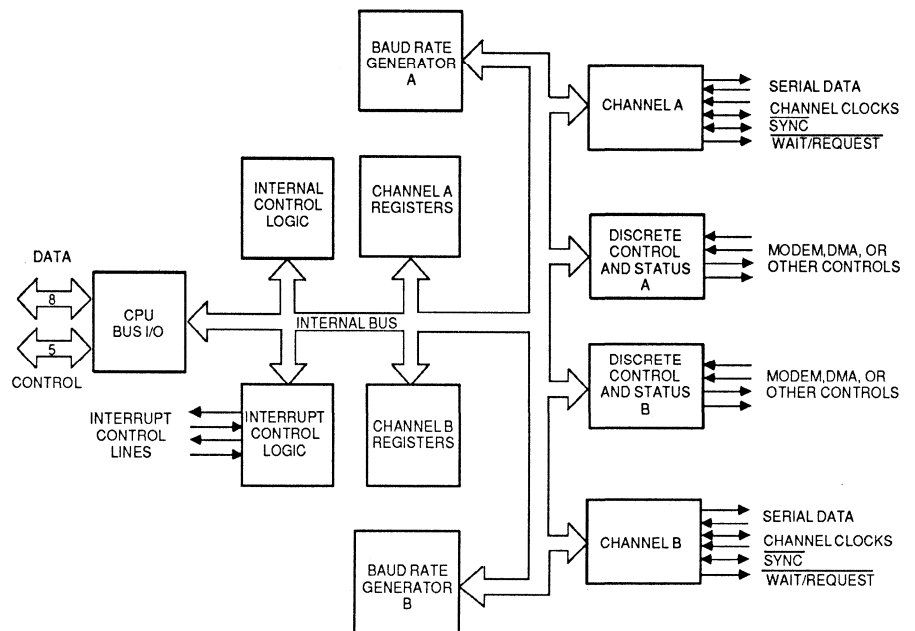 BAUD RATE
GENERATOR
A
CHANNEL A
SERIAL DATA
CHANNEL CLOCKS
SYNC
WAIT/REQUEST
INTERNAL
CONTROL
LOGIC
CHANNEL A
REGISTERS
DISCRETE
CONTROL
AND STATUS
A
MODEM, DMA, OR
OTHER CONTROLS
DATA
8
CPU
BUS I/O
5
CONTROL
INTERNAL BUS
DISCRETE
CONTROL
AND STATUS
B
MODEM, DMA, OR
OTHER CONTROLS
INTERRUPT
CONTROL
LINES
INTERRUPT
CONTROL
LOGIC
CHANNEL B
REGISTERS
CHANNEL B
SERIAL DATA
CHANNEL CLOCKS
SYNC
WAIT/REQUEST
BAUD RATE
GENERATOR
B